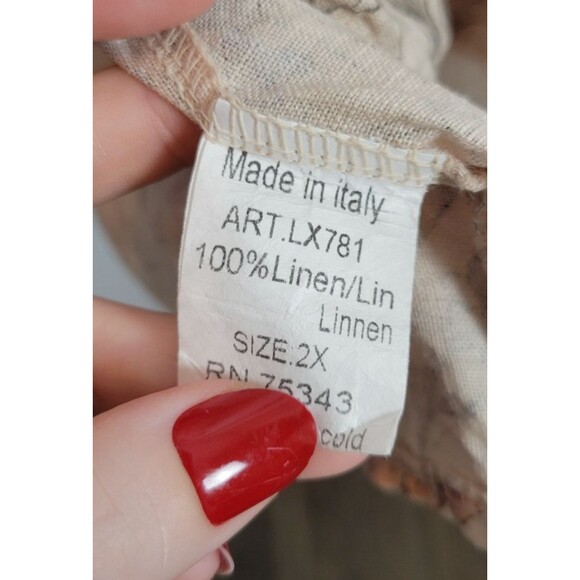 Made in italy
ART.LX781
100%Linen/Lin
Linnen
SIZE:2X
RN 75343
cold